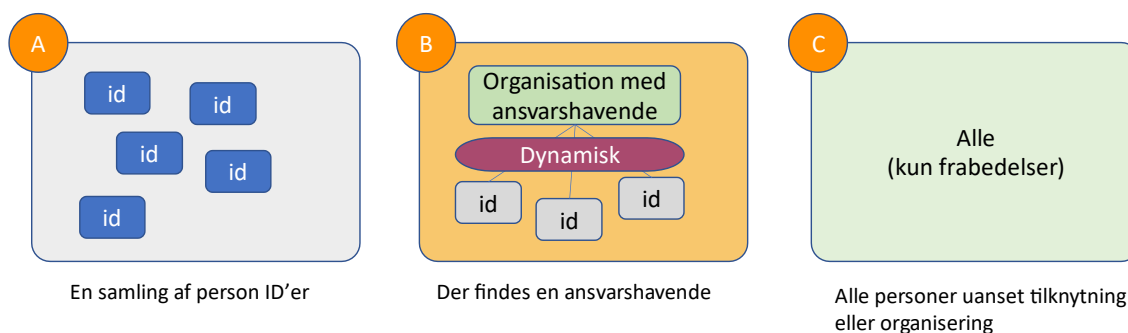 A
id
id
id
id
id
En samling af person ID'er
B
Organisation med
ansvarshavende
Dynamisk
id
id
id
Der findes en ansvarshavende
C
Alle
(kun frabedelser)
Alle personer uanset tilknytning
eller organisering